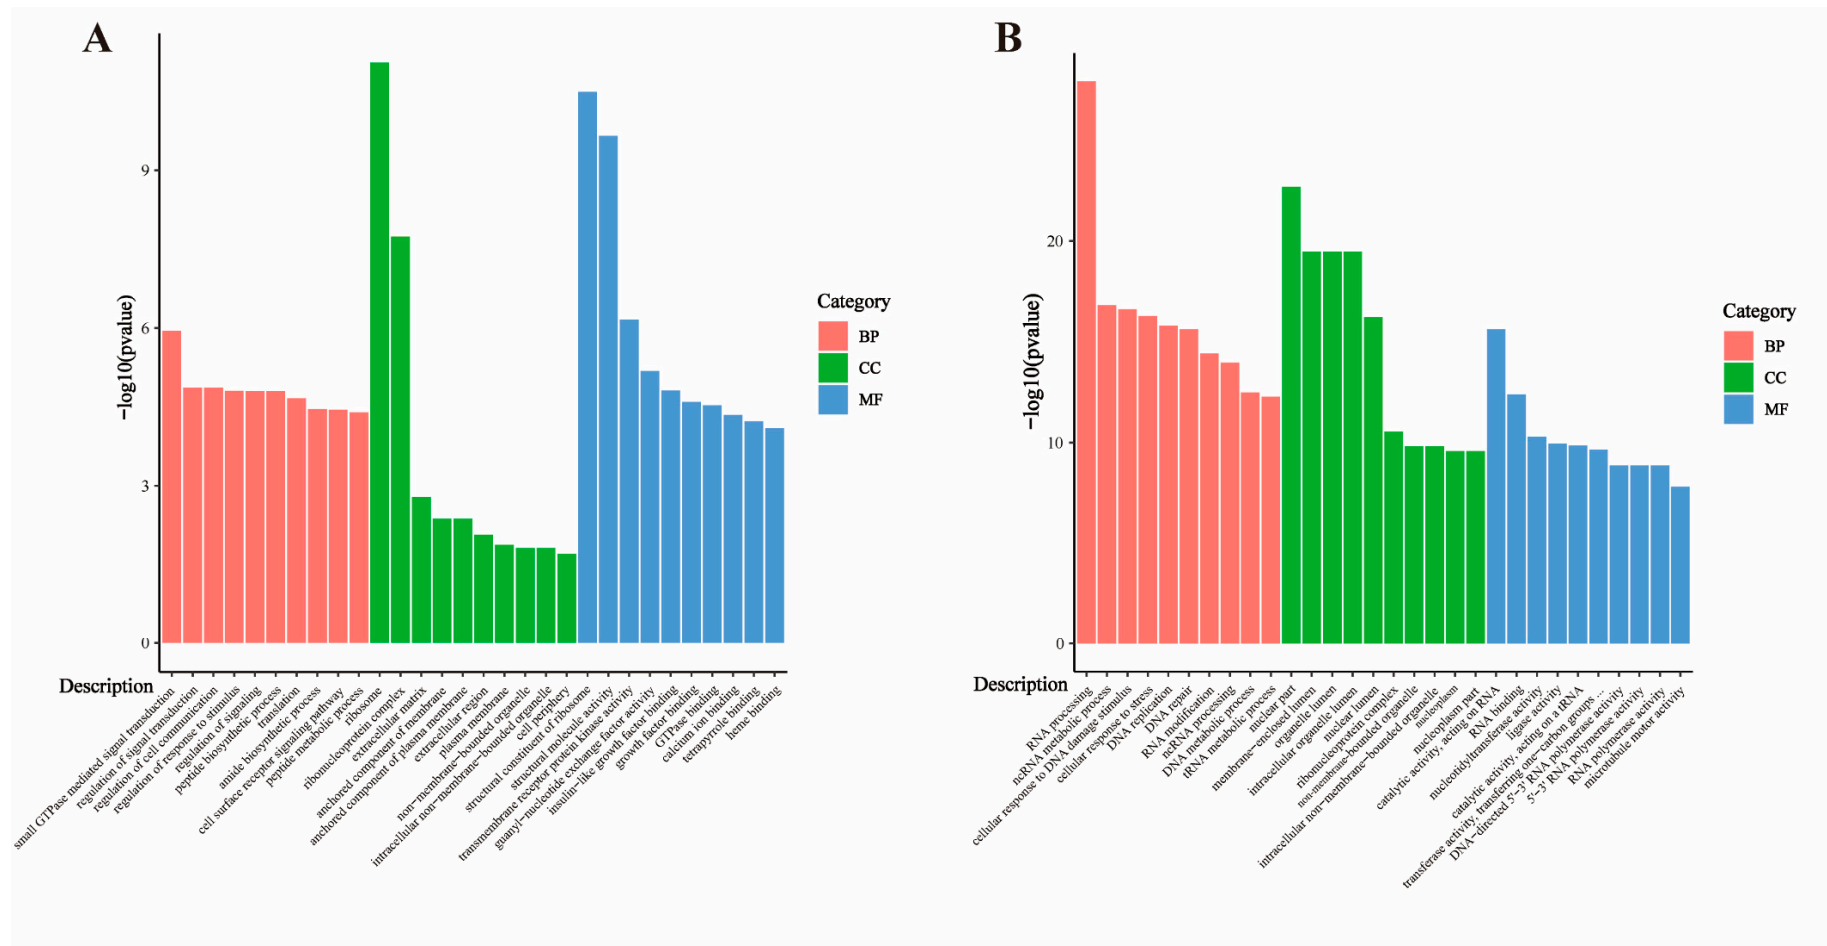 A
9
6
3
0
−log10(pvalue)
Category
BP
CC
MF
Description
small GTPase mediated signal transduction
regulation of signal transduction
regulation of cell communication
regulation of response to stimulus
regulation of signaling
peptide biosynthetic process
translation
amide biosynthetic process
cell surface receptor signaling pathway
peptide metabolic process
ribosome
ribonucleoprotein complex
extracellular matrix
anchored component of membrane
anchored component of plasma membrane
extracellular region
plasma membrane
non−membrane−bounded organelle
intracellular non−membrane−bounded organelle
cell periphery
structural constituent of ribosome
structural molecule activity
transmembrane receptor protein kinase activity
guanyl−nucleotide exchange factor activity
insulin−like growth factor binding
growth factor binding
GTPase binding
calcium ion binding
tetrapyrrole binding
heme binding
B
20
10
0
−log10(pvalue)
Category
BP
CC
MF
Description
RNA processing
ncRNA metabolic process
cellular response to DNA damage stimulus
cellular response to stress
DNA replication
DNA repair
RNA modification
ncRNA processing
DNA metabolic process
tRNA metabolic process
nuclear part
membrane−enclosed lumen
organelle lumen
intracellular organelle lumen
nuclear lumen
ribonucleoprotein complex
non−membrane−bounded organelle
intracellular non−membrane−bounded organelle
nucleoplasm
nucleoplasm part
catalytic activity, acting on RNA
RNA binding
nucleotidyltransferase activity
ligase activity
catalytic activity, acting on a tRNA
transferase activity, transferring one−carbon groups ...
DNA−directed 5'−3' RNA polymerase activity
5'−3' RNA polymerase activity
RNA polymerase activity
microtubule motor activity